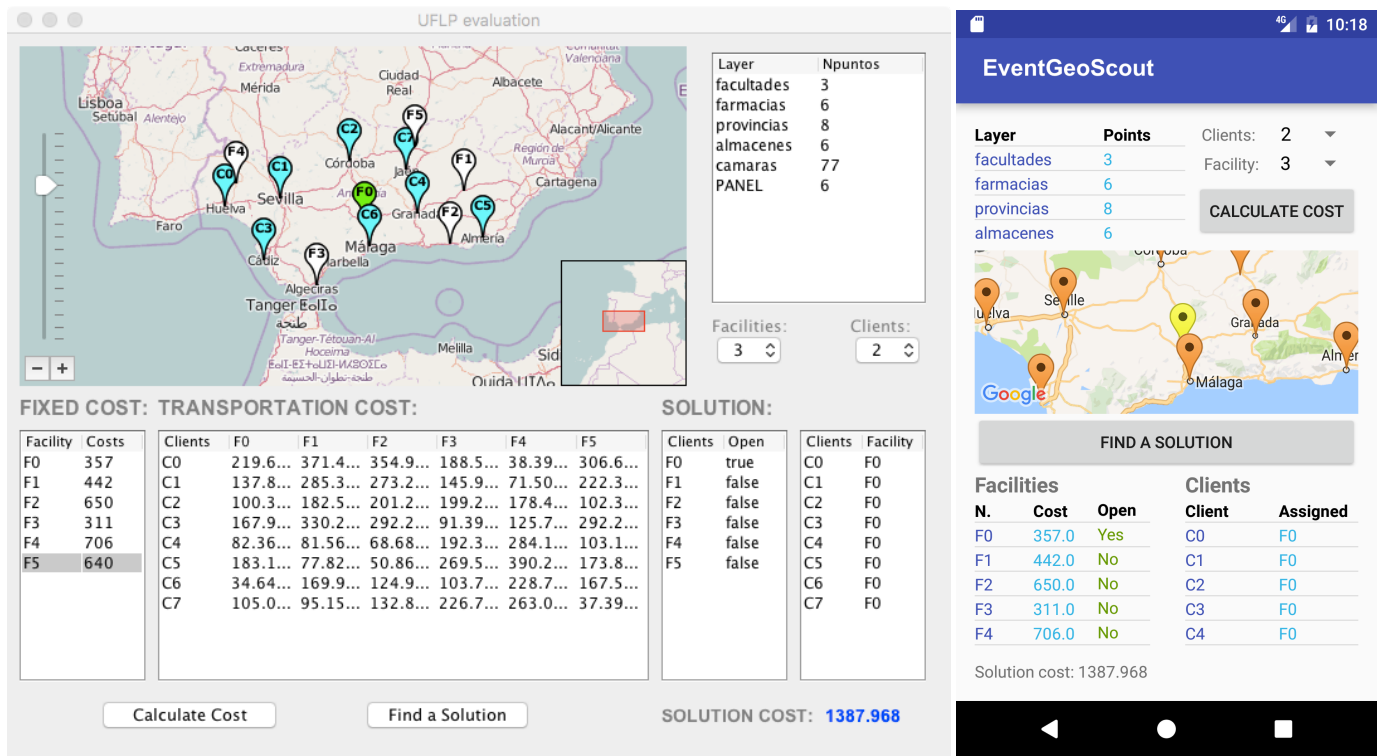 UFLP evaluation
Cáceres
Extremadura
Mérida
Ciudad
Real
Albacete
Valenciana
Lisboa
Setúbal
Alentejo
Alacant/Alicante
Región de
Murcia
Cartagena
Córdoba
Sevilla
Huelva
Faro
Granada
Almería
Málaga
Marbella
Cádiz
Algeciras
Tanger
طنجة
Tanger-Tétouan-Al
Hoceima
Melilla
F5
C2
C7
F4
F1
C0
C1
C4
F0
C6
F2
C5
C3
F3
Layer Npuntos
facultades 3
farmacias 6
provincias 8
almacenes 6
camaras 77
PANEL 6
Facilities: Clients:
3 2
− +
FIXED COST: TRANSPORTATION COST: SOLUTION:
Facility Costs
F0 357
F1 442
F2 650
F3 311
F4 706
F5 640
Clients F0 F1 F2 F3 F4 F5
C0 219.6... 371.4... 354.9... 188.5... 38.39... 306.6...
C1 137.8... 285.3... 273.2... 145.9... 71.50... 222.3...
C2 100.3... 182.5... 201.2... 199.2... 178.4... 102.3...
C3 167.9... 330.2... 292.2... 91.39... 125.7... 292.2...
C4 82.36... 81.56... 68.68... 192.3... 284.1... 103.1...
C5 183.1... 77.82... 50.86... 269.5... 390.2... 173.8...
C6 34.64... 169.9... 124.9... 103.7... 228.7... 167.5...
C7 105.0... 95.15... 132.8... 226.7... 263.0... 37.39...
Clients Open
F0 true
F1 false
F2 false
F3 false
F4 false
F5 false
Clients Facility
C0 F0
C1 F0
C2 F0
C3 F0
C4 F0
C5 F0
C6 F0
C7 F0
Calculate Cost Find a Solution SOLUTION COST: 1387.968
4G 10:18
EventGeoScout
Layer Points
facultades 3
farmacias 6
provincias 8
almacenes 6
Clients: 2
Facility: 3
CALCULATE COST
Córdoba
Seville
Granada
Málaga
Google
FIND A SOLUTION
Facilities
N. Cost Open
F0 357.0 Yes
F1 442.0 No
F2 650.0 No
F3 311.0 No
F4 706.0 No
Clients
Client Assigned
C0 F0
C1 F0
C2 F0
C3 F0
C4 F0
Solution cost: 1387.968